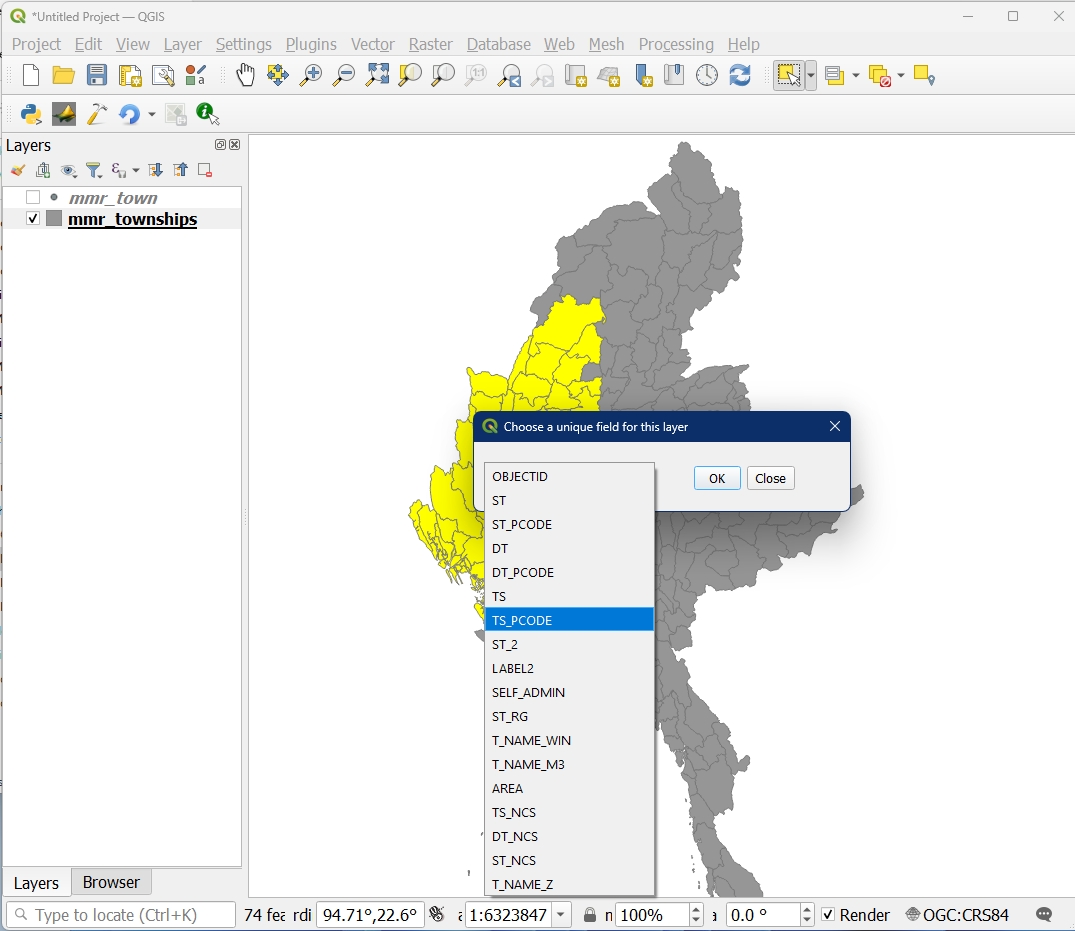 *Untitled Project — QGIS
Project Edit View Layer Settings Plugins Vector Raster Database Web Mesh Processing Help
Layers
mmr_town
mmr_townships
Choose a unique field for this layer
OK Close
OBJECTID
ST
ST_PCODE
DT
DT_PCODE
TS
TS_PCODE
ST_2
LABEL2
SELF_ADMIN
ST_RG
T_NAME_WIN
T_NAME_M3
AREA
TS_NCS
DT_NCS
ST_NCS
T_NAME_Z
Layers Browser
Type to locate (Ctrl+K) 74 fea rdi 94.71°,22.6° 1:6323847 100% 0.0 ° Render OGC:CRS84